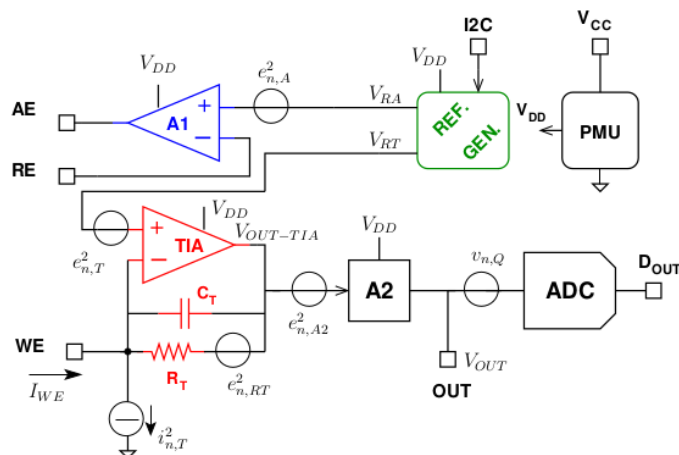 I2C
V_CC
V_DD
e²_n,A
V_DD
AE
+
−
A1
V_RA
REF.
GEN.
V_DD
PMU
V_RT
RE
V_DD
+
−
TIA
V_OUT−TIA
e²_n,T
V_DD
v_n,Q
D_OUT
C_T
A2
ADC
e²_n,A2
WE
V_OUT
I_WE
R_T
e²_n,RT
OUT
i²_n,T